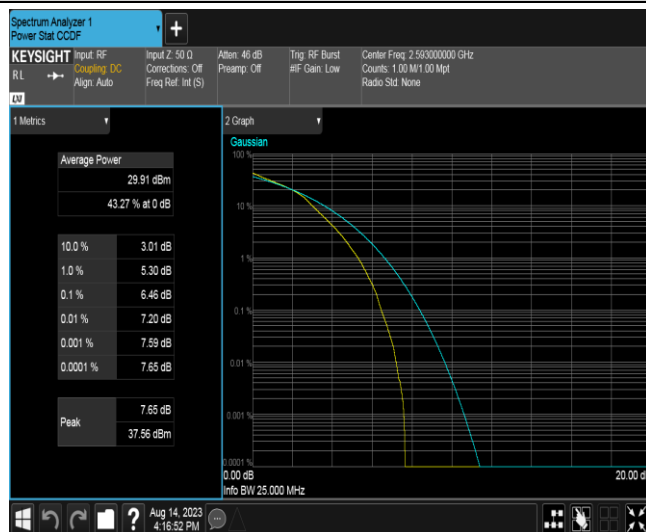 Spectrum Analyzer 1
Power Stat CCDF
+
KEYSIGHT
RL
LXI
Input: RF
Coupling: DC
Align: Auto
Input Z: 50 Ω
Corrections: Off
Freq Ref: Int (S)
Atten: 46 dB
Preamp: Off
Trig: RF Burst
#IF Gain: Low
Center Freq: 2.593000000 GHz
Counts: 1.00 M/1.00 Mpt
Radio Std: None
1 Metrics
Average Power
29.91 dBm
43.27 % at 0 dB
10.0 % 3.01 dB
1.0 % 5.30 dB
0.1 % 6.46 dB
0.01 % 7.20 dB
0.001 % 7.59 dB
0.0001 % 7.65 dB
Peak
7.65 dB
37.56 dBm
2 Graph
Gaussian
100 %
10 %
1 %
0.1 %
0.01 %
0.001 %
0.0001 %
0.00 dB
20.00 d
Info BW 25.000 MHz
?
Aug 14, 2023
4:16:52 PM